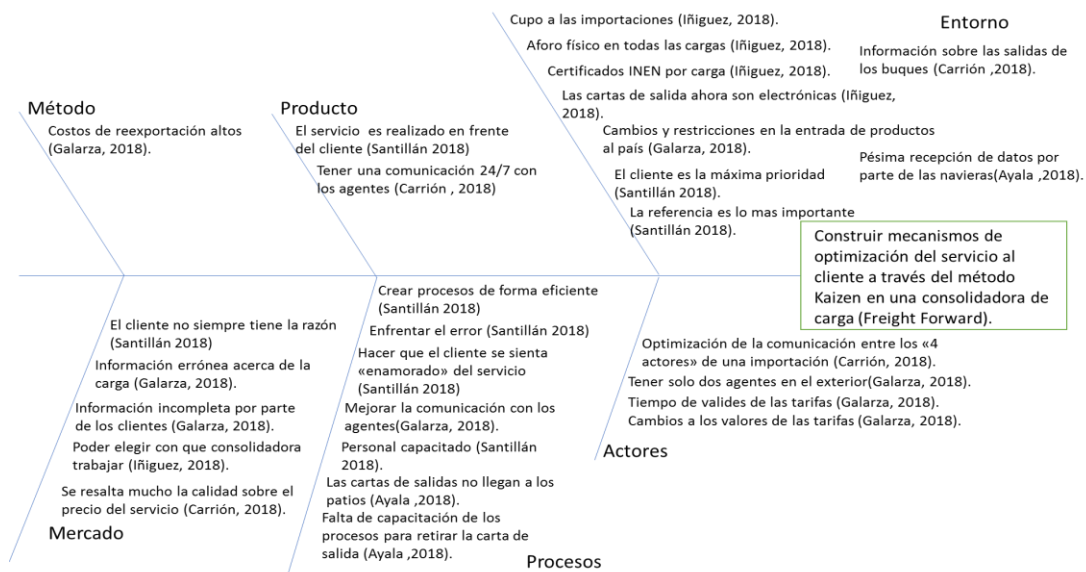 Método
Costos de reexportación altos
(Galarza, 2018).
Producto
El servicio es realizado en frente
del cliente (Santillán 2018)
Tener una comunicación 24/7 con
los agentes (Carrión , 2018)
Cupo a las importaciones (Iñiguez, 2018).
Aforo físico en todas las cargas (Iñiguez, 2018).
Certificados INEN por carga (Iñiguez, 2018).
Las cartas de salida ahora son electrónicas (Iñiguez,
2018).
Cambios y restricciones en la entrada de productos
al país (Galarza, 2018).
El cliente es la máxima prioridad
(Santillán 2018).
La referencia es lo mas importante
(Santillán 2018).
Entorno
Información sobre las salidas de
los buques (Carrión ,2018).
Pésima recepción de datos por
parte de las navieras(Ayala ,2018).
Construir mecanismos de
optimización del servicio al
cliente a través del método
Kaizen en una consolidadora de
carga (Freight Forward).
El cliente no siempre tiene la razón
(Santillán 2018)
Información errónea acerca de la
carga (Galarza, 2018).
Información incompleta por parte
de los clientes (Galarza, 2018).
Poder elegir con que consolidadora
trabajar (Iñiguez, 2018).
Se resalta mucho la calidad sobre el
precio del servicio (Carrión, 2018).
Mercado
Crear procesos de forma eficiente
(Santillán 2018)
Enfrentar el error (Santillán 2018)
Hacer que el cliente se sienta
«enamorado» del servicio
(Santillán 2018)
Mejorar la comunicación con los
agentes(Galarza, 2018).
Personal capacitado (Santillán
2018).
Las cartas de salidas no llegan a los
patios (Ayala ,2018).
Falta de capacitación de los
procesos para retirar la carta de
salida (Ayala ,2018).
Procesos
Optimización de la comunicación entre los «4
actores» de una importación (Carrión, 2018).
Tener solo dos agentes en el exterior(Galarza, 2018).
Tiempo de valides de las tarifas (Galarza, 2018).
Cambios a los valores de las tarifas (Galarza, 2018).
Actores